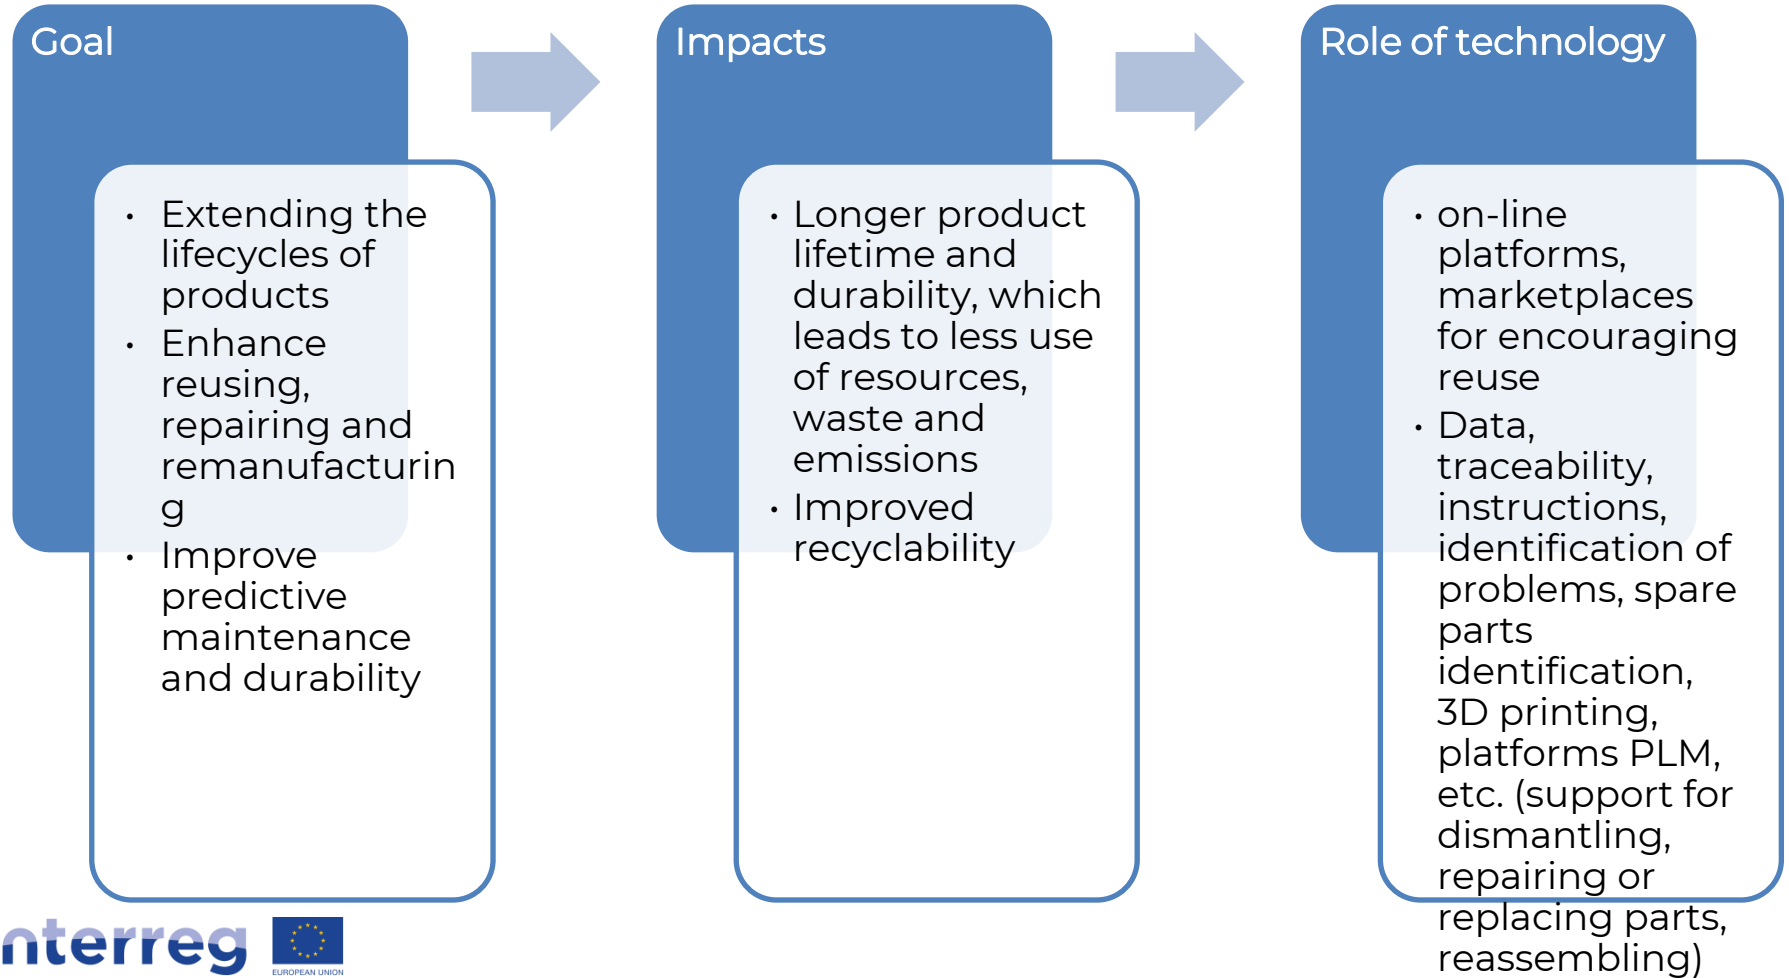 Goal
• Extending the
lifecycles of
products
• Enhance
reusing,
repairing and
remanufacturin
g
• Improve
predictive
maintenance
and durability
Impacts
• Longer product
lifetime and
durability, which
leads to less use
of resources,
waste and
emissions
• Improved
recyclability
Role of technology
• on-line
platforms,
marketplaces
for encouraging
reuse
• Data,
traceability,
instructions,
identification of
problems, spare
parts
identification,
3D printing,
platforms PLM,
etc. (support for
dismantling,
repairing or
replacing parts,
reassembling)
nterreg
EUROPEAN UNION